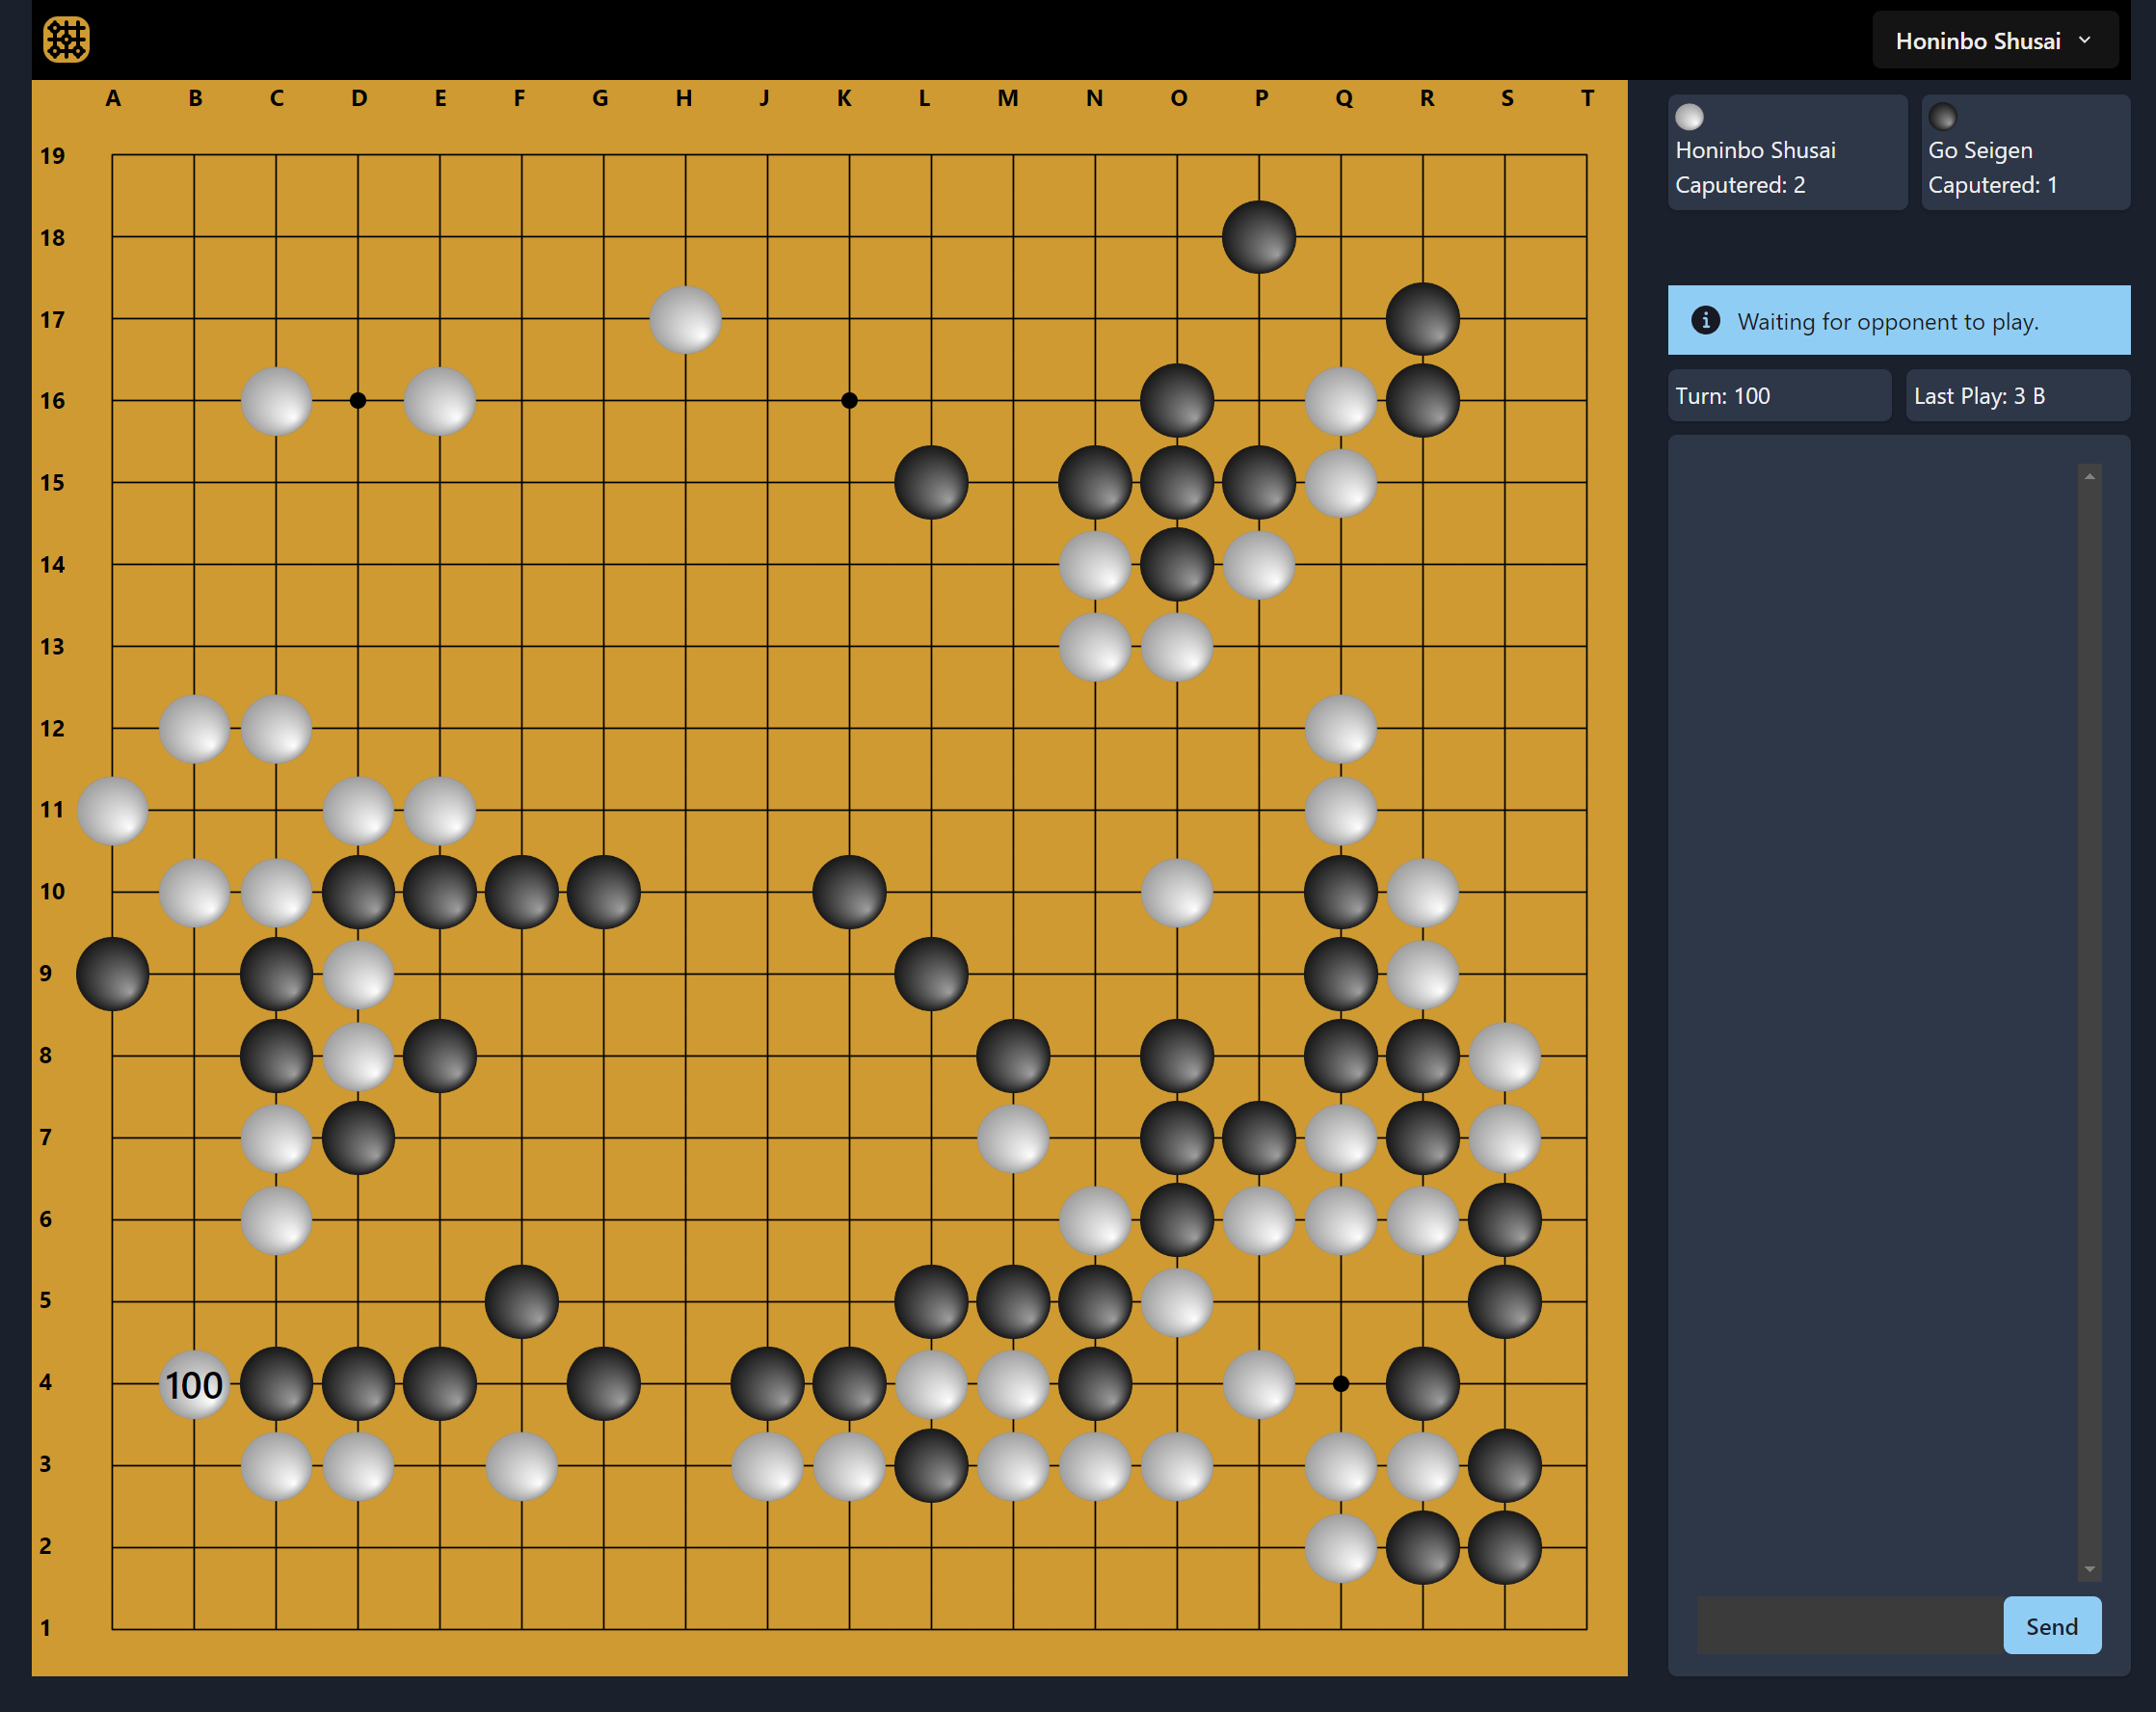 Honinbo Shusai
A B C D E F G H J K L M N O P Q R S T
19
18
17
16
15
14
13
12
11
10
9
8
7
6
5
4
100
3
2
1
Honinbo Shusai
Caputered: 2
Go Seigen
Caputered: 1
Waiting for opponent to play.
Turn: 100
Last Play: 3 B
Send